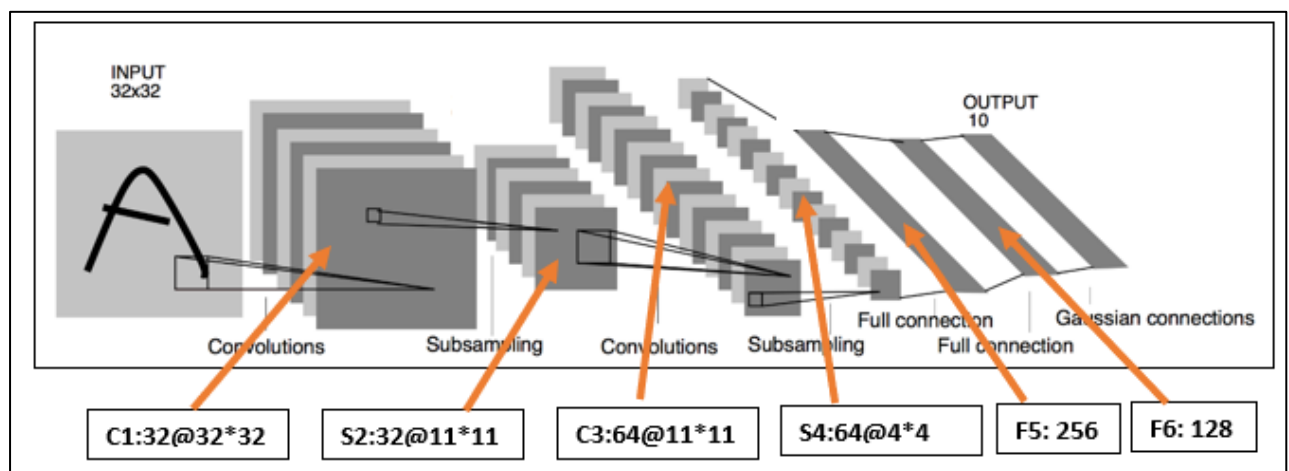 INPUT
32x32
OUTPUT
10
Convolutions
Subsampling
Convolutions
Subsampling
Full connection
Full connection
Gaussian connections
C1:32@32*32
S2:32@11*11
C3:64@11*11
S4:64@4*4
F5: 256
F6: 128